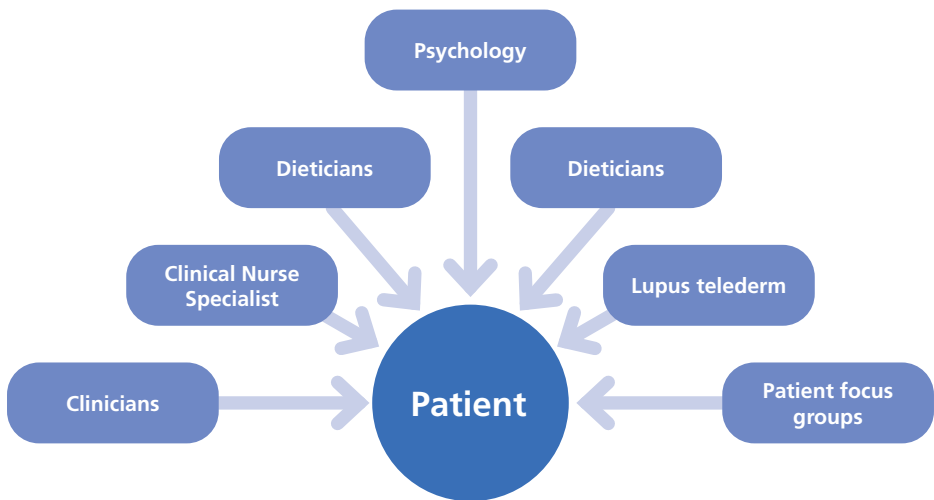 Psychology
Dieticians
Dieticians
Clinical Nurse
Specialist
Lupus telederm
Clinicians
Patient
Patient focus
groups